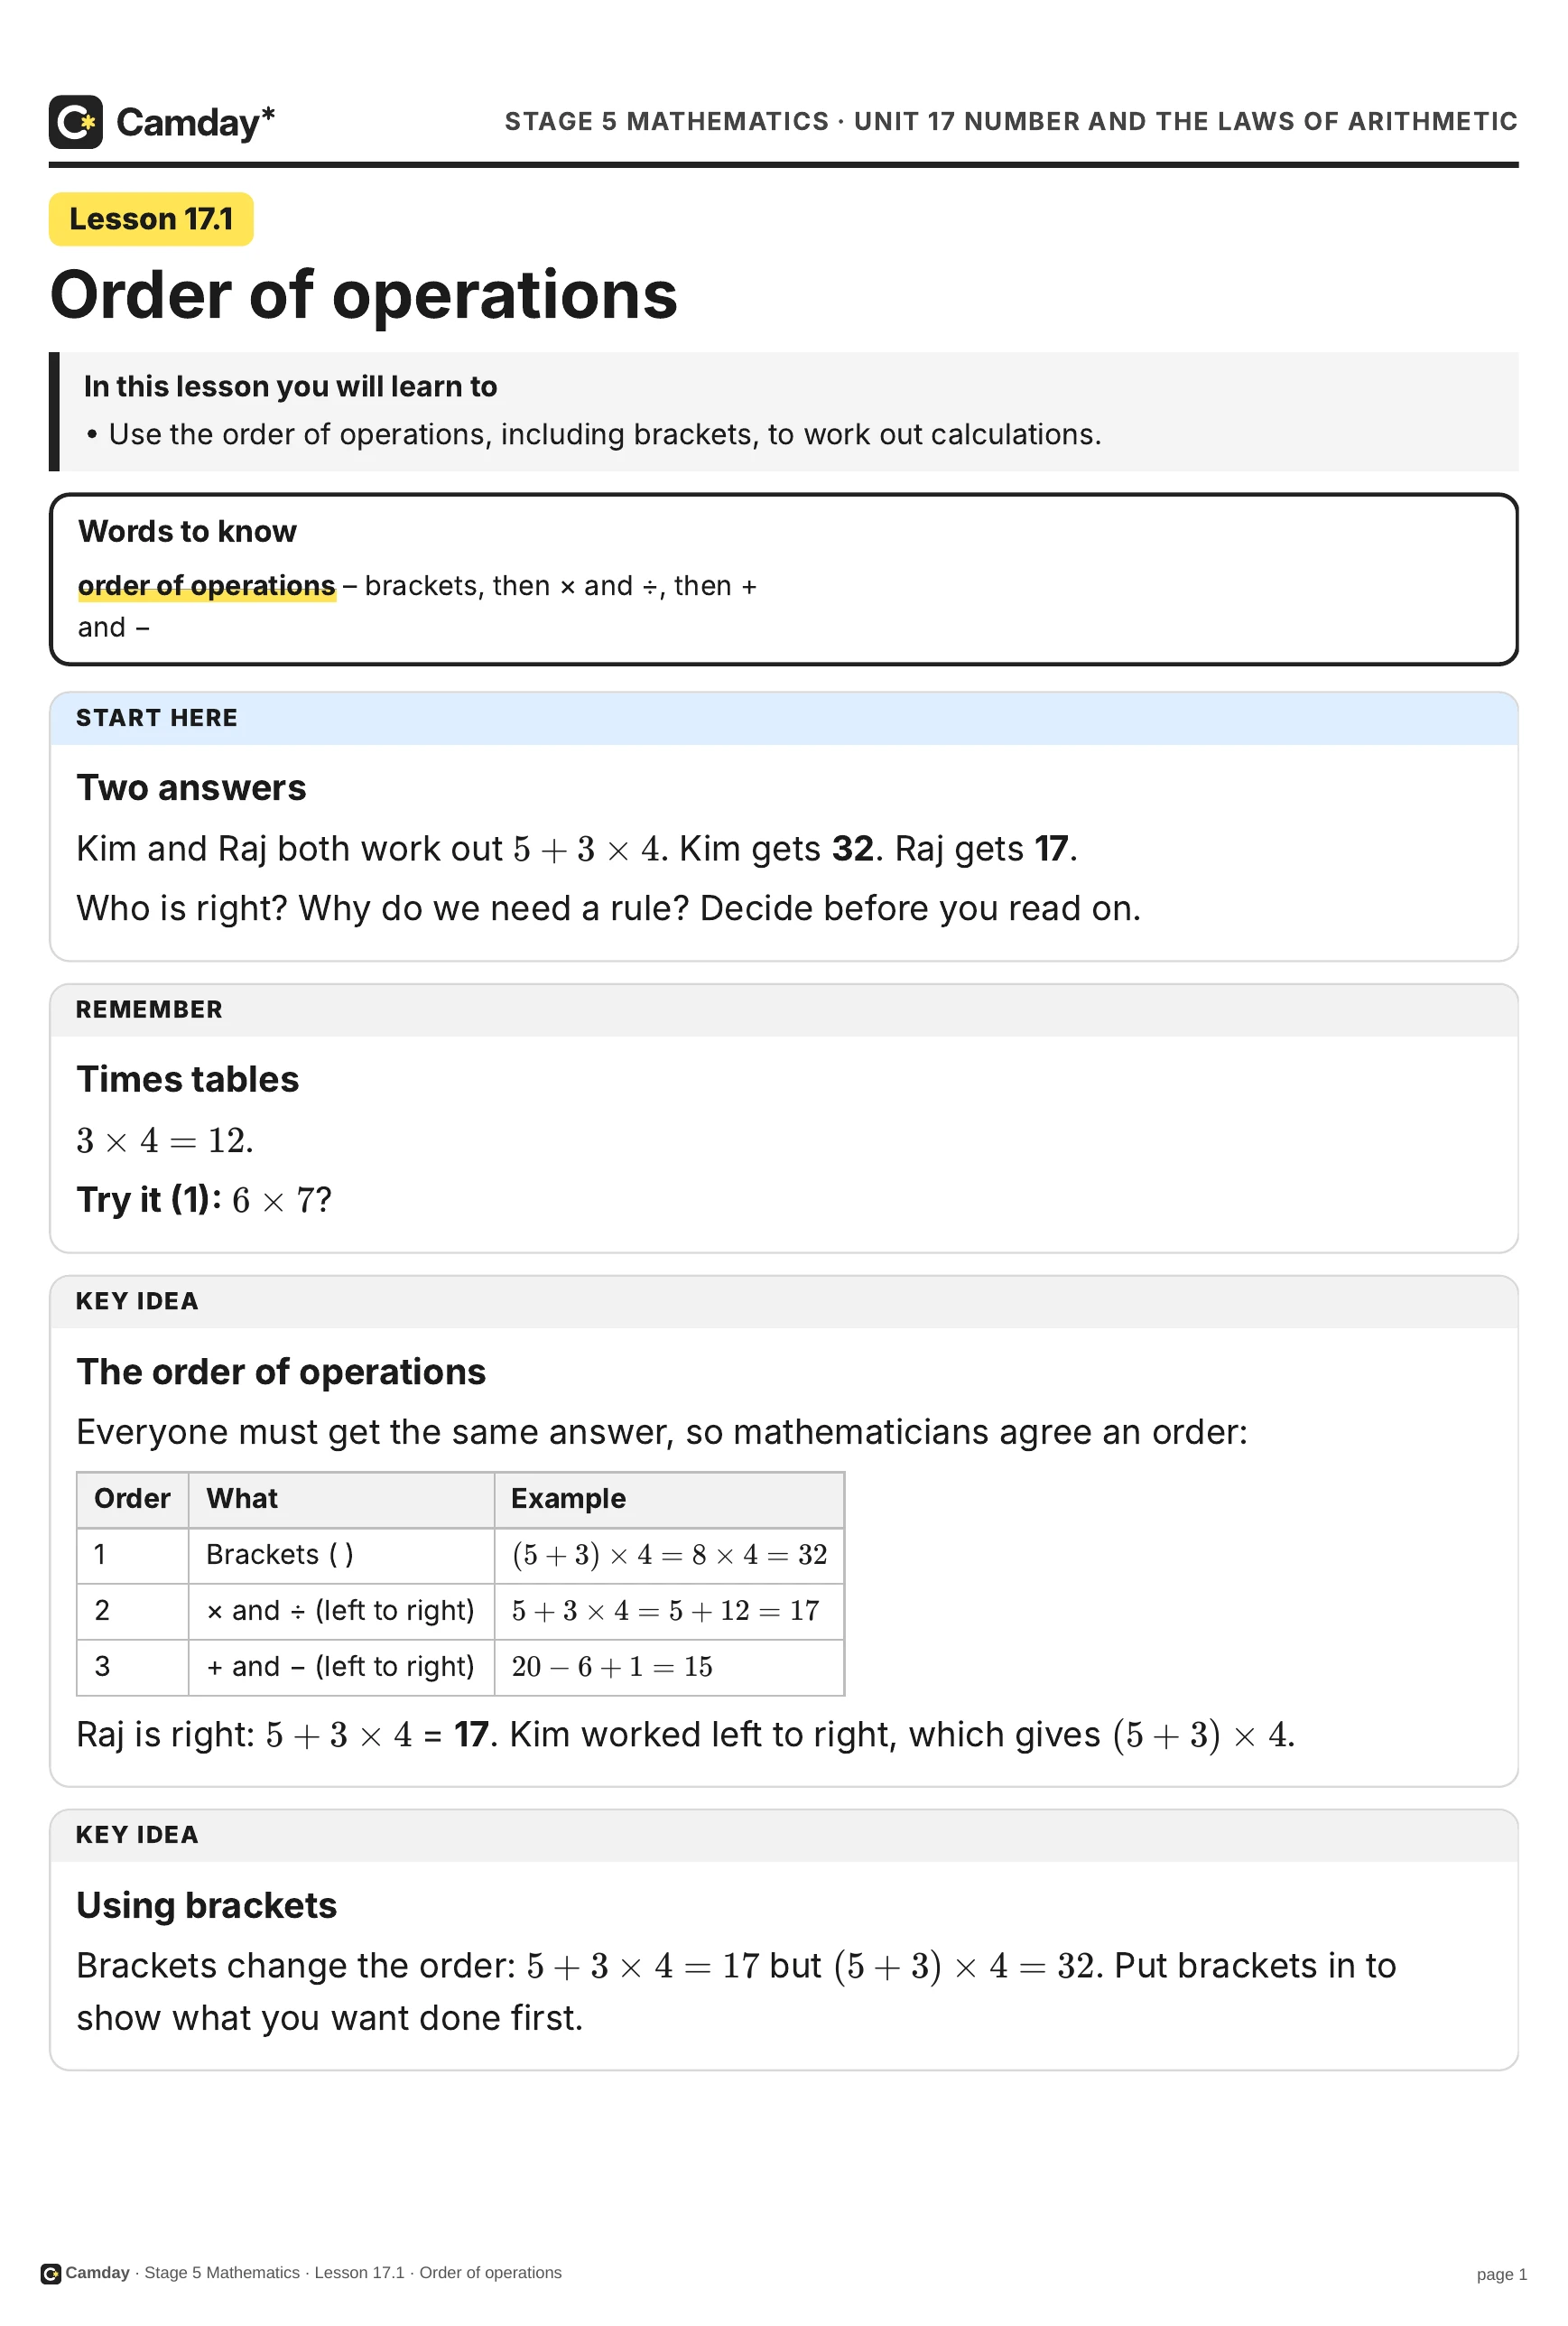 Camday*
STAGE 5 MATHEMATICS · UNIT 17 NUMBER AND THE LAWS OF ARITHMETIC
Lesson 17.1
Order of operations
In this lesson you will learn to
• Use the order of operations, including brackets, to work out calculations.
Words to know
order of operations – brackets, then × and ÷, then +
and −
START HERE
Two answers
Kim and Raj both work out 5 + 3 × 4. Kim gets 32. Raj gets 17.
Who is right? Why do we need a rule? Decide before you read on.
REMEMBER
Times tables
3 × 4 = 12.
Try it (1): 6 × 7?
KEY IDEA
The order of operations
Everyone must get the same answer, so mathematicians agree an order:
Order What Example
1 Brackets ( ) (5 + 3) × 4 = 8 × 4 = 32
2 × and ÷ (left to right) 5 + 3 × 4 = 5 + 12 = 17
3 + and − (left to right) 20 − 6 + 1 = 15
Raj is right: 5 + 3 × 4 = 17. Kim worked left to right, which gives (5 + 3) × 4.
KEY IDEA
Using brackets
Brackets change the order: 5 + 3 × 4 = 17 but (5 + 3) × 4 = 32. Put brackets in to
show what you want done first.
Camday · Stage 5 Mathematics · Lesson 17.1 · Order of operations
page 1